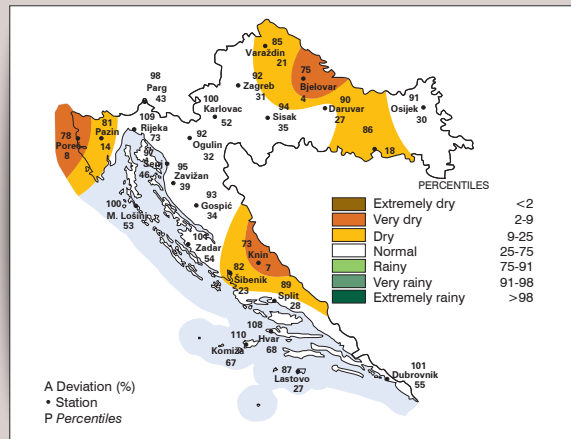 85
Varaždin
21
75
Bjelovar
4
92
Zagreb
31
98
Parg
43
90
Daruvar
27
91
Osijek
30
100
Karlovac
52
94
Sisak
35
109
Rijeka
73
81
Pazin
14
78
Poreč
8
92
Ogulin
32
86
18
97
Senj
46
95
Zavižan
39
93
Gospić
34
100
M. Lošinj
53
104
Zadar
54
73
Knin
7
82
Šibenik
23
89
Split
28
108
Hvar
68
110
Komiža
67
87
Lastovo
27
101
Dubrovnik
55
PERCENTILES
Extremely dry <2
Very dry 2-9
Dry 9-25
Normal 25-75
Rainy 75-91
Very rainy 91-98
Extremely rainy >98
A Deviation (%)
• Station
P Percentiles